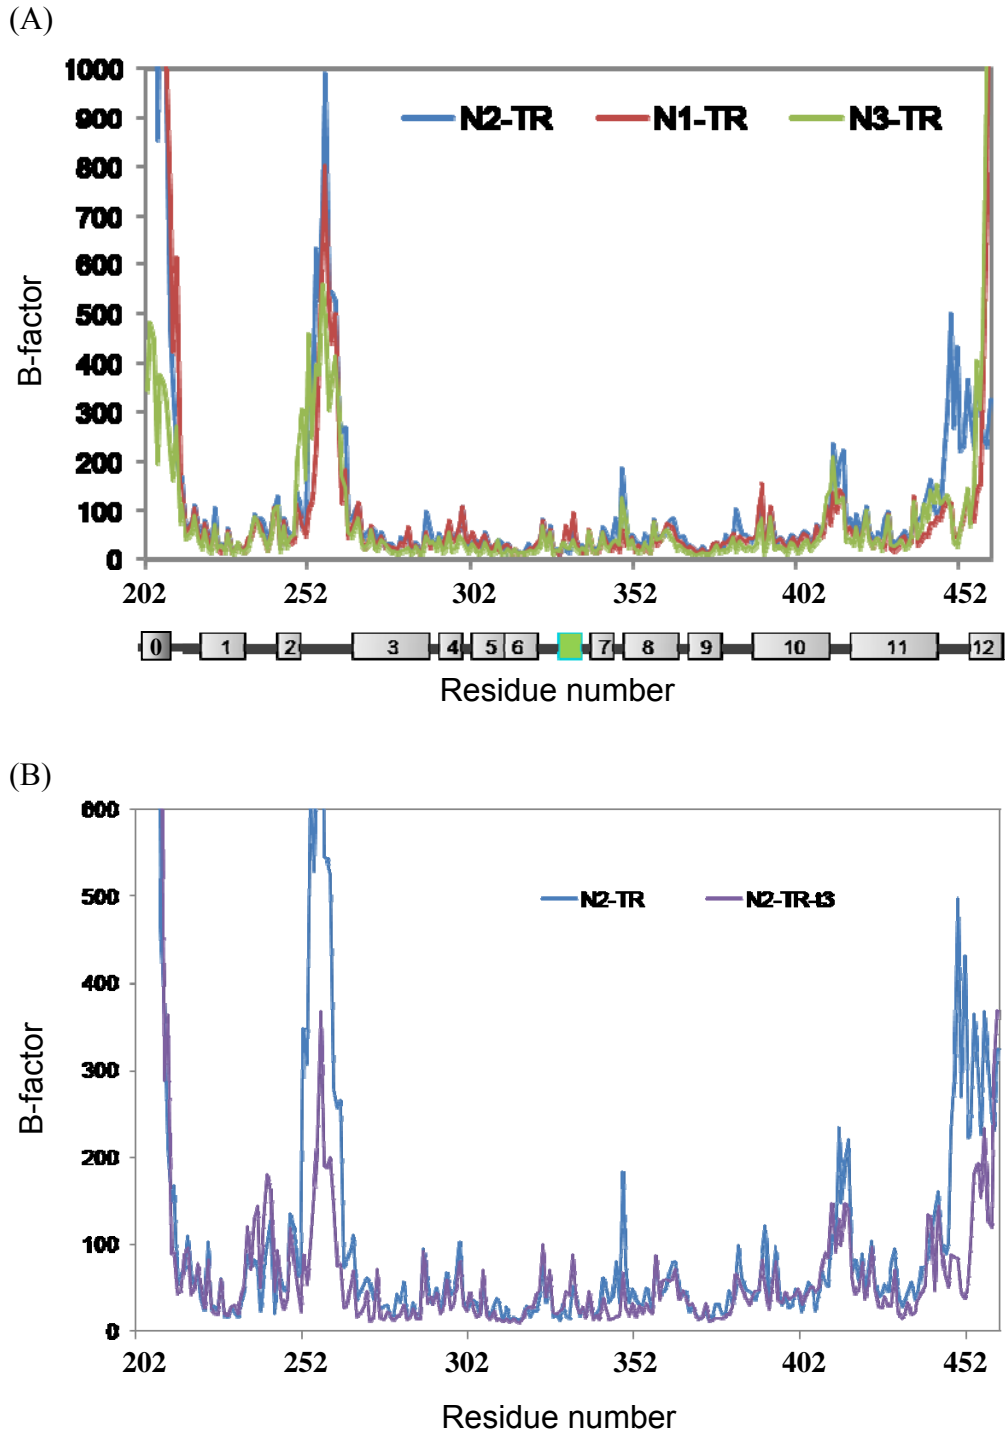 (A)
1000
900
800
700
600
500
400
300
200
100
0
B-factor
N2-TR N1-TR N3-TR
202 252 302 352 402 452
0 1 2 3 4 5 6 7 8 9 10 11 12
Residue number
(B)
600
500
400
300
200
100
0
B-factor
N2-TR N2-TR-t3
202 252 302 352 402 452
Residue number